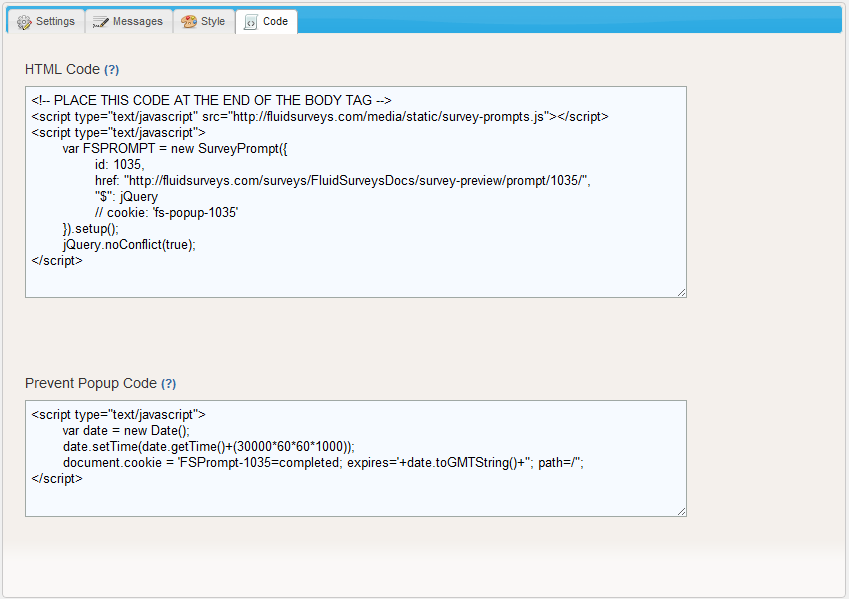 Settings Messages Style Code
HTML Code (?)
<!-- PLACE THIS CODE AT THE END OF THE BODY TAG -->
<script type="text/javascript" src="http://fluidsurveys.com/media/static/survey-prompts.js"></script>
<script type="text/javascript">
var FSPROMPT = new SurveyPrompt({
id: 1035,
href: "http://fluidsurveys.com/surveys/FluidSurveysDocs/survey-preview/prompt/1035/",
"$": jQuery
// cookie: 'fs-popup-1035'
}).setup();
jQuery.noConflict(true);
</script>
Prevent Popup Code (?)
<script type="text/javascript">
var date = new Date();
date.setTime(date.getTime()+(30000*60*60*1000));
document.cookie = 'FSPrompt-1035=completed; expires='+date.toGMTString()+''; path=/'';
</script>